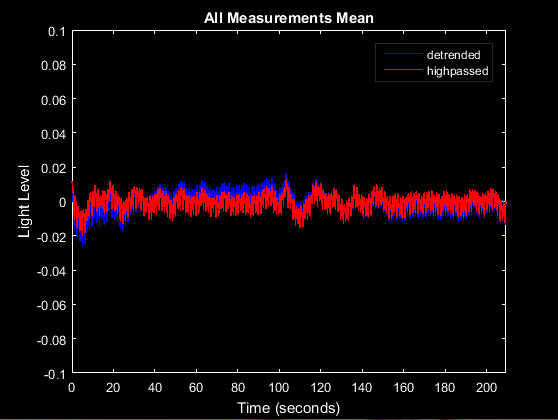 All Measurements Mean
detrended
highpassed
0.1
0.08
0.06
0.04
0.02
0
-0.02
-0.04
-0.06
-0.08
-0.1
Light Level
0 20 40 60 80 100 120 140 160 180 200
Time (seconds)